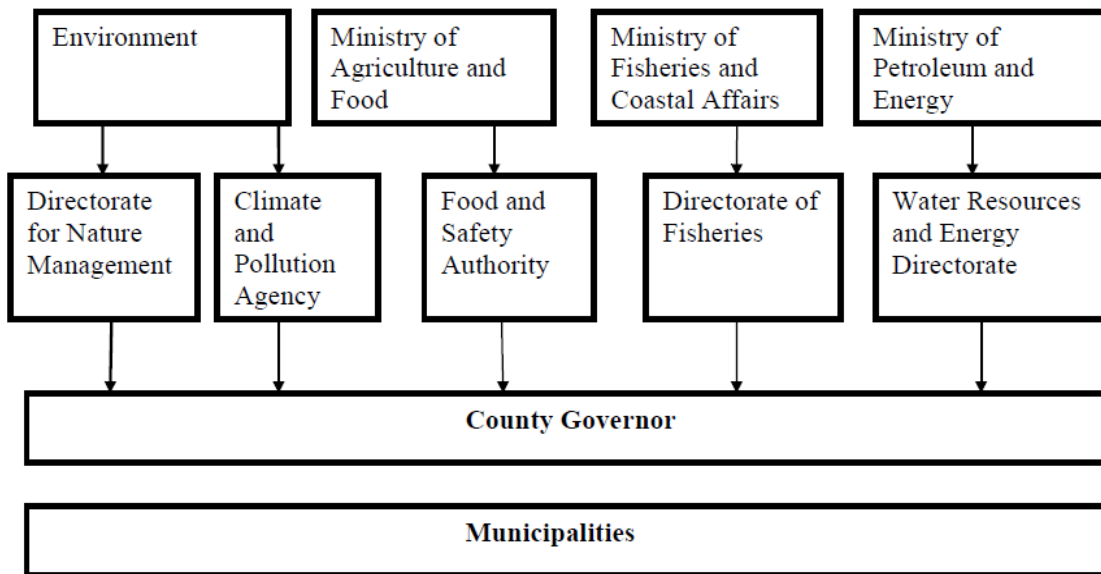 Environment
Ministry of
Agriculture and
Food
Ministry of
Fisheries and
Coastal Affairs
Ministry of
Petroleum and
Energy
Directorate
for Nature
Management
Climate
and
Pollution
Agency
Food and
Safety
Authority
Directorate of
Fisheries
Water Resources
and Energy
Directorate
County Governor
Municipalities